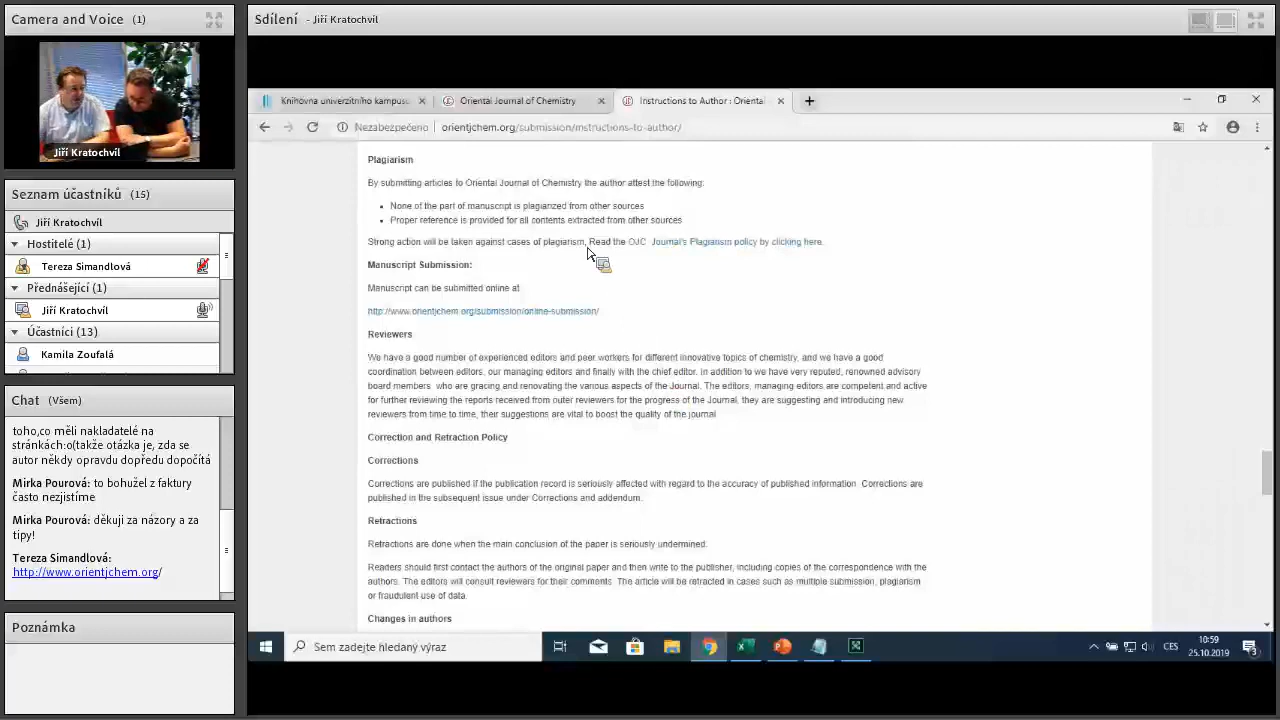 Camera and Voice (1)
Jiří Kratochvíl
Seznam účastníků (15)
Jiří Kratochvíl
Hostitelé (1)
Tereza Simandlová
Přednášející (1)
Jiří Kratochvíl
Účastníci (13)
Kamila Zoufalá
Chat (Všem)
toho,co měli nakladatelé na
stránkách:o(takže otázka je, zda se
autor někdy opravdu dopředu dopočítá
Mirka Pourová: to bohužel z faktury
často nezjistíme
Mirka Pourová: děkuji za názory a za
tipy!
Tereza Simandlová:
http://www.orientjchem.org/
Poznámka
Sdílení - Jiří Kratochvíl
Knihovna univerzitního kampusu
Oriental Journal of Chemistry
Instructions to Author : Oriental
Nezabezpečeno
orientjchem.org/submission/instructions-to-author/
Plagiarism
By submitting articles to Oriental Journal of Chemistry the author attest the following:
None of the part of manuscript is plagiarized from other sources
Proper reference is provided for all contents extracted from other sources
Strong action will be taken against cases of plagiarism. Read the OJC Journal's Plagiarism policy by clicking here.
Manuscript Submission:
Manuscript can be submitted online at
http://www.orientjchem.org/submission/online-submission/
Reviewers
We have a good number of experienced editors and peer workers for different innovative topics of chemistry, and we have a good
coordination between editors, our managing editors and finally with the chief editor. In addition to we have very reputed, renowned advisory
board members who are gracing and renovating the various aspects of the Journal. The editors, managing editors are competent and active
for further reviewing the reports received from outer reviewers for the progress of the Journal, they are suggesting and introducing new
reviewers from time to time, their suggestions are vital to boost the quality of the journal
Correction and Retraction Policy
Corrections
Corrections are published if the publication record is seriously affected with regard to the accuracy of published information. Corrections are
published in the subsequent issue under Corrections and addendum.
Retractions
Retractions are done when the main conclusion of the paper is seriously undermined.
Readers should first contact the authors of the original paper and then write to the publisher, including copies of the correspondence with the
authors. The editors will consult reviewers for their comments. The article will be retracted in cases such as multiple submission, plagiarism
or fraudulent use of data.
Changes in authors
Sem zadejte hledaný výraz
CES
10:59
25.10.2019
3